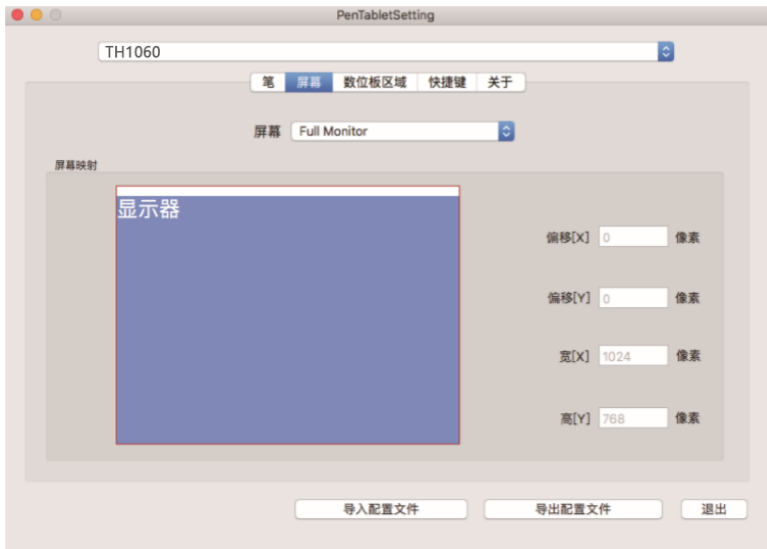 PenTabletSetting
TH1060
笔 屏幕 数位板区域 快捷键 关于
屏幕 Full Monitor
屏幕映射
显示器
偏移[X] 0 像素
偏移[Y] 0 像素
宽[X] 1024 像素
高[Y] 768 像素
导入配置文件 导出配置文件 退出